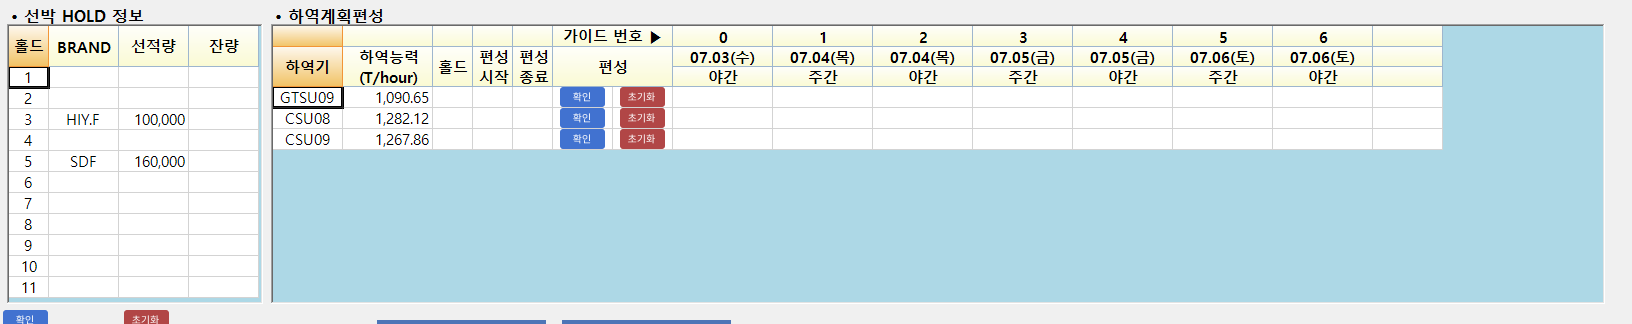 • 선박 HOLD 정보
홀드 BRAND 선적량 잔량
1
2
3 HIY.F 100,000
4
5 SDF 160,000
6
7
8
9
10
11
확인 초기화
• 하역계획편성
가이드 번호 ▶ 0 1 2 3 4 5 6
하역기 하역능력 (T/hour) 홀드 편성 시작 편성 종료 편성 07.03(수) 07.04(목) 07.04(목) 07.05(금) 07.05(금) 07.06(토) 07.06(토)
야간 주간 야간 주간 야간 주간 야간
GTSU09 1,090.65 확인 초기화
CSU08 1,282.12 확인 초기화
CSU09 1,267.86 확인 초기화